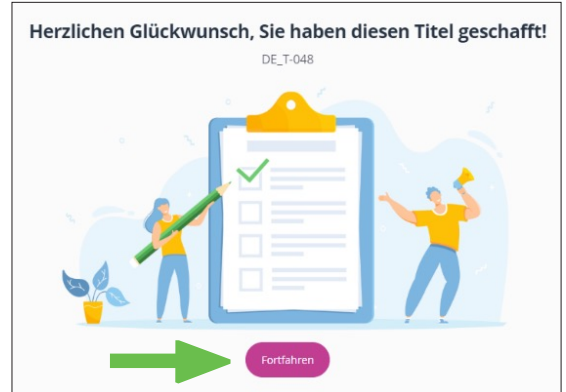 Herzlichen Glückwunsch, Sie haben diesen Titel geschafft!
DE_T-048
Fortfahren